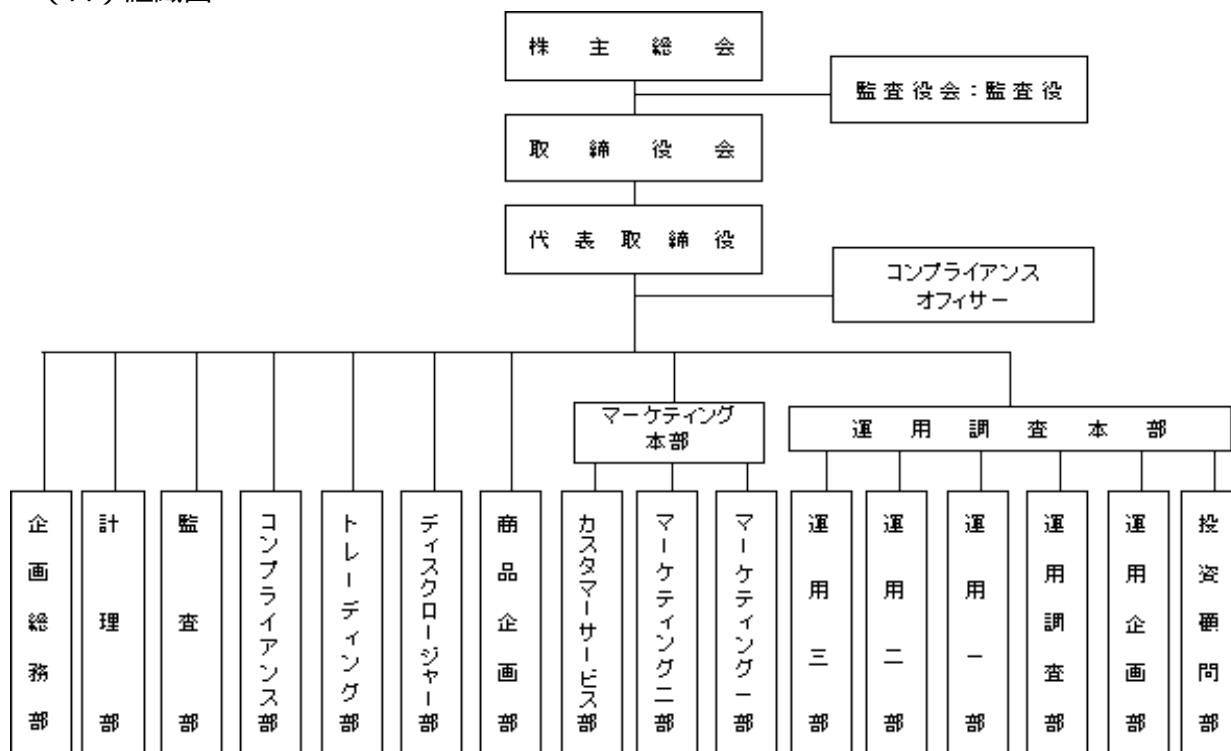 株主総会
監査役会：監査役
取締役会
代表取締役
コンプライアンス
オフィサー
マーケティング
本部
運用調査本部
企画総務部
計理部
監査部
コンプライアンス部
トレーディング部
ディスクロージャー部
商品企画部
カスタマーサービス部
マーケティング二部
マーケティング一部
運用三部
運用二部
運用一部
運用調査部
運用企画部
投資顧問部